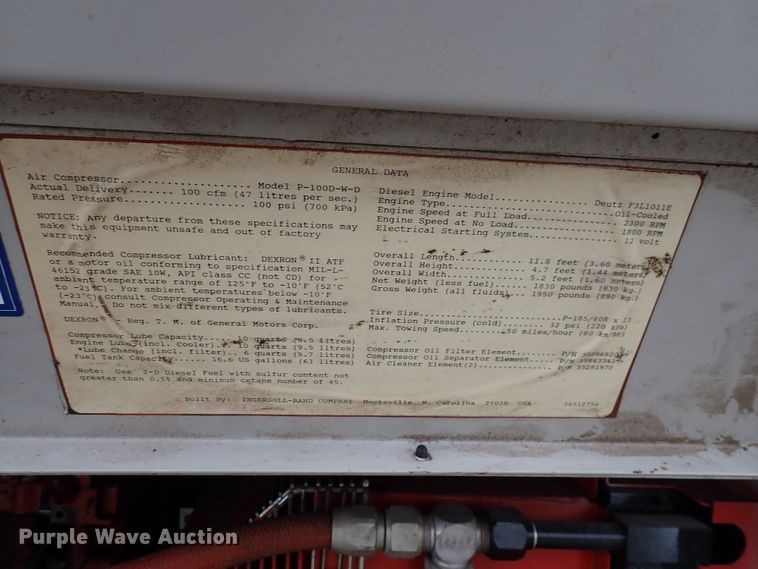 GENERAL DATA
Air Compressor.................... Model P-100D-W-D
Actual Delivery....... 100 cfm (47 litres per sec.)
Rated Pressure.................... 100 psi (700 kPa)
NOTICE: Any departure from these specifications may
make this equipment unsafe and out of factory
warranty.
Recommended Compressor Lubricant: DEXRON® II ATF
or a motor oil conforming to specification MIL-L-
46152 grade SAE 10W, API class CC (not CD) for
ambient temperature range of 125°F to -10°F (52°C
to -23°C). For ambient temperatures below -10°F
(-23°C) consult Compressor Operating & Maintenance
Manual. Do not mix different types of lubricants.
DEXRON® - Reg. T. M. of General Motors Corp.
Compressor Lube Capacity..... 10 quarts (9.5 litres)
Engine Lube (incl. Cooler).. 10 quarts (9.5 litres)
*Lube Change (incl. filter).. 6 quarts (5.7 litres)
Fuel Tank Capacity....... 16.6 US gallons (63 litres)
Note: Use 2-D Diesel Fuel with sulfur content not
greater than 0.5% and minimum cetane number of 45.
Diesel Engine Model.................. Deutz FJL1011E
Engine Type..............................Oil-Cooled
Engine Speed at Full Load.................. 2300 RPM
Engine Speed at No Load.................... 1800 RPM
Electrical Starting System.................. 12 volt
Overall Length............... 11.8 feet (3.60 meters)
Overall Height................ 4.7 feet (1.44 meters)
Overall Width................. 5.2 feet (1.60 meters)
Net Weight (less fuel)........ 1830 pounds (830 kg.)
Gross Weight (all fluids)..... 1950 pounds (890 kg.)
Tire Size............................P-185/80R x 13
Inflation Pressure (cold)....... 32 psi (220 kPa)
Max. Towing Speed.............50 miles/hour (80 km/Hr)
Compressor Oil Filter Element........ P/N
Compressor Oil Separator Element..... P/N
Air Cleaner Element(2)............... P/N 35292970
Built By: INGERSOLL-RAND COMPANY Mocksville, N. Carolina 27028 USA 36512754
Purple Wave Auction